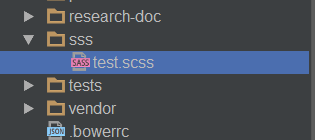 research-doc
sss
SASS test.scss
tests
vendor
JSON .bowerrc